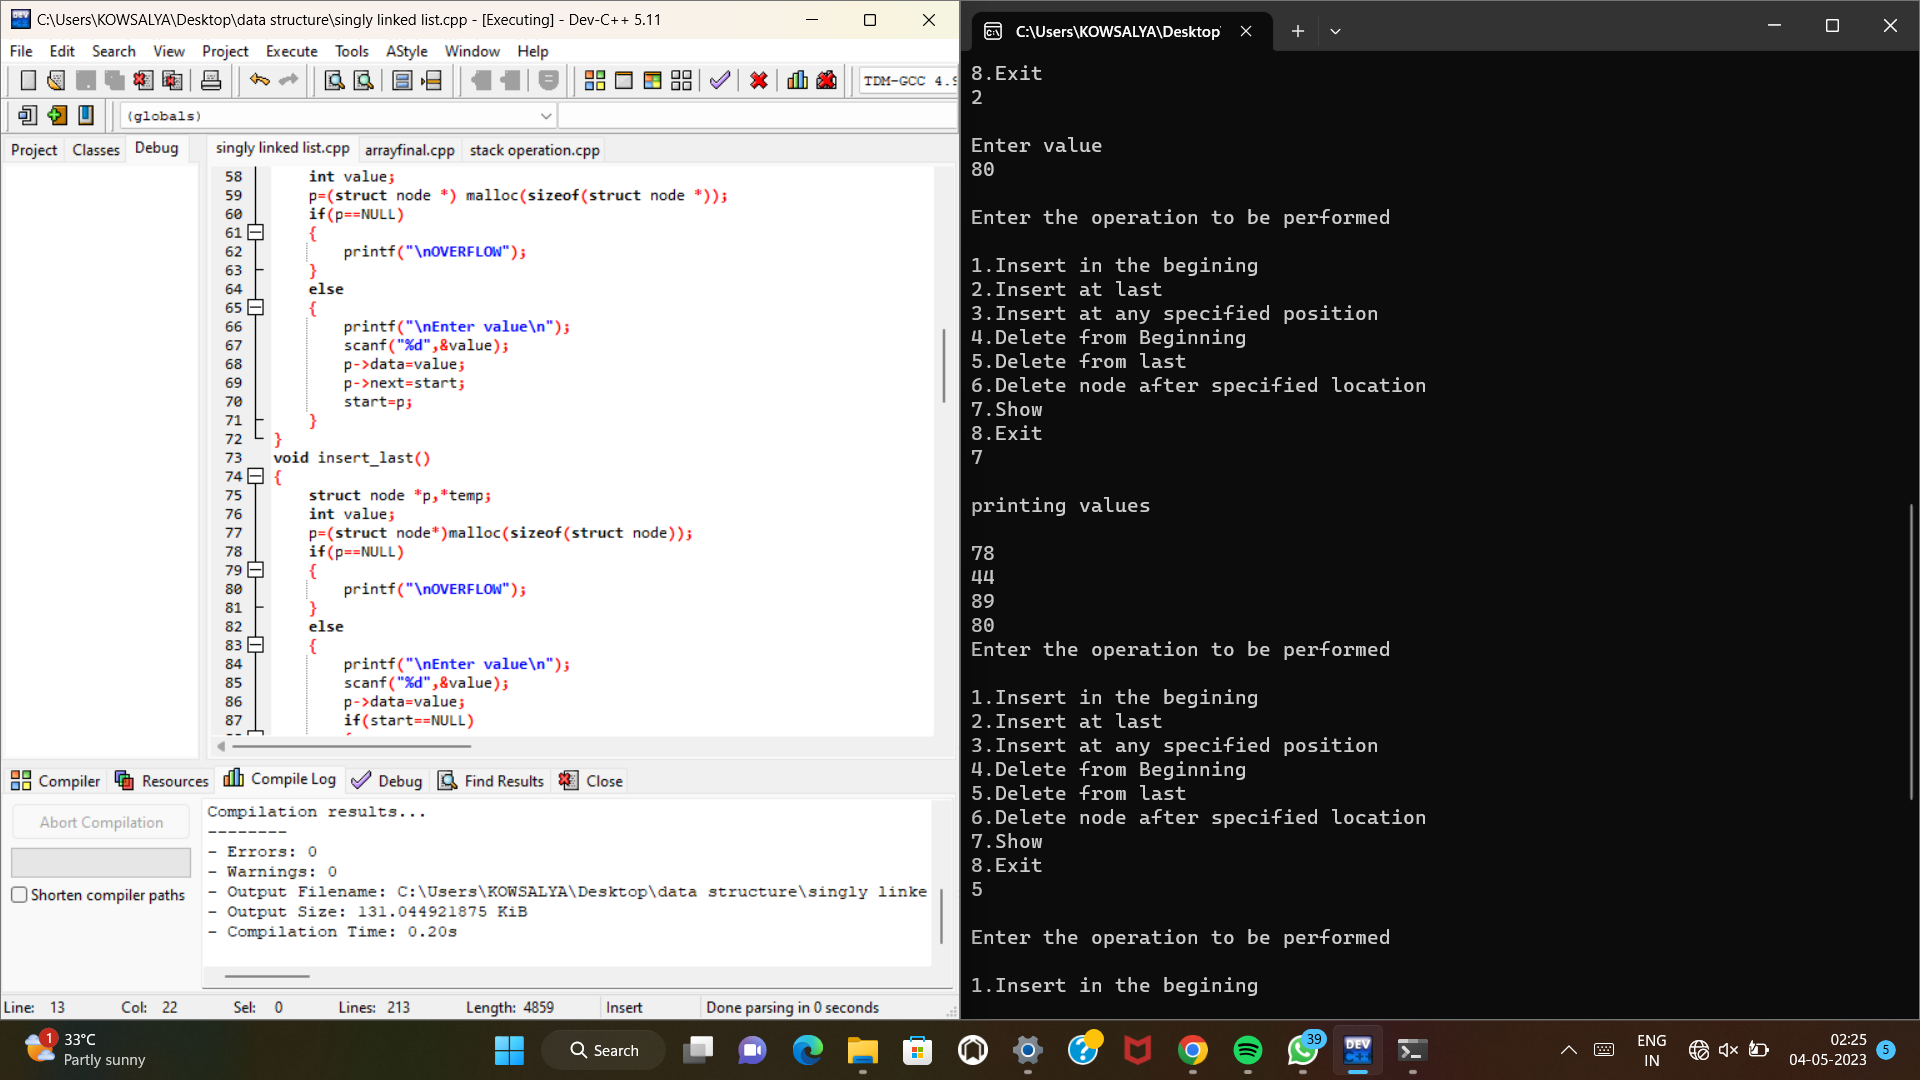 C:\Users\KOWSALYA\Desktop\data structure\singly linked list.cpp - [Executing] - Dev-C++ 5.11
File Edit Search View Project Execute Tools AStyle Window Help
TDM-GCC 4.9
(globals)
Project Classes Debug
singly linked list.cpp arrayfinal.cpp stack operation.cpp
58 int value;
59 p=(struct node *) malloc(sizeof(struct node *));
60 if(p==NULL)
61 {
62 printf("\nOVERFLOW");
63 }
64 else
65 {
66 printf("\nEnter value\n");
67 scanf("%d",&value);
68 p->data=value;
69 p->next=start;
70 start=p;
71 }
72 }
73 void insert_last()
74 {
75 struct node *p,*temp;
76 int value;
77 p=(struct node*)malloc(sizeof(struct node));
78 if(p==NULL)
79 {
80 printf("\nOVERFLOW");
81 }
82 else
83 {
84 printf("\nEnter value\n");
85 scanf("%d",&value);
86 p->data=value;
87 if(start==NULL)
Compiler Resources Compile Log Debug Find Results Close
Abort Compilation
Shorten compiler paths
Compilation results...
--------
- Errors: 0
- Warnings: 0
- Output Filename: C:\Users\KOWSALYA\Desktop\data structure\singly linke
- Output Size: 131.044921875 KiB
- Compilation Time: 0.20s
Line: 13 Col: 22 Sel: 0 Lines: 213 Length: 4859 Insert Done parsing in 0 seconds
C:\Users\KOWSALYA\Desktop\
8.Exit
2
Enter value
80
Enter the operation to be performed
1.Insert in the begining
2.Insert at last
3.Insert at any specified position
4.Delete from Beginning
5.Delete from last
6.Delete node after specified location
7.Show
8.Exit
7
printing values
78
44
89
80
Enter the operation to be performed
1.Insert in the begining
2.Insert at last
3.Insert at any specified position
4.Delete from Beginning
5.Delete from last
6.Delete node after specified location
7.Show
8.Exit
5
Enter the operation to be performed
1.Insert in the begining
1
33°C
Partly sunny
Search
39
DEV
ENG
IN
02:25
04-05-2023
5